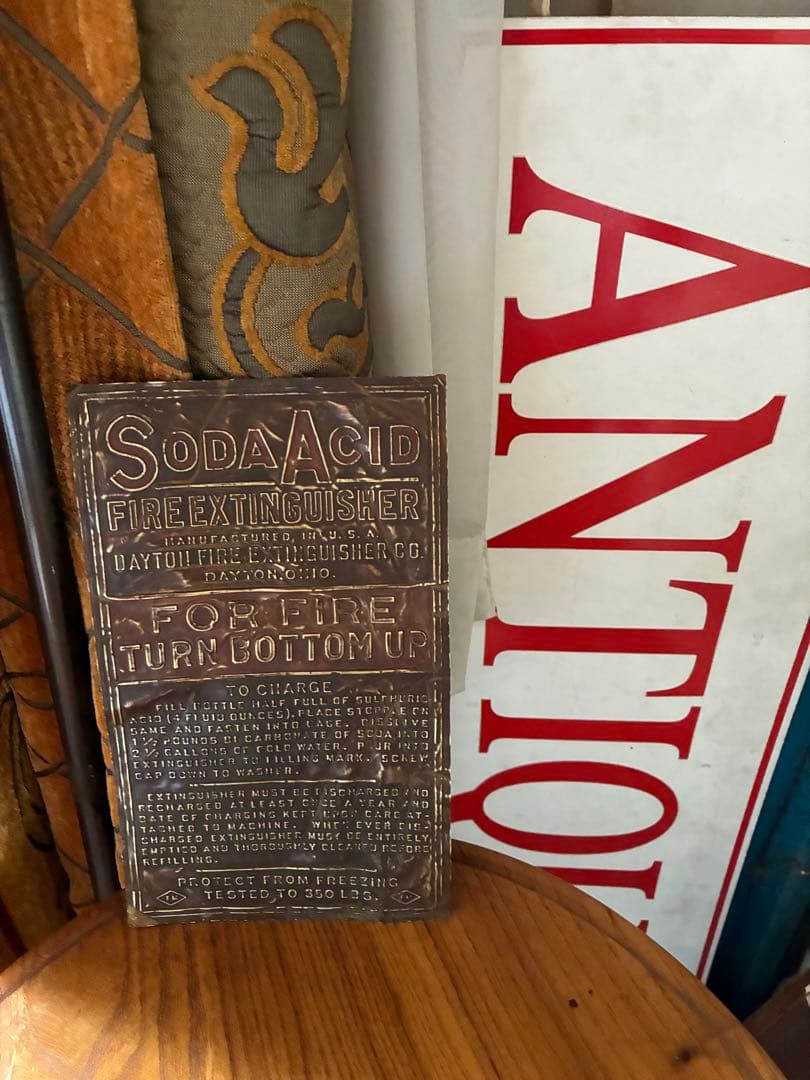 SODA ACID
FIRE EXTINGUISHER
MANUFACTURED, IN U.S.A.
DAYTON FIRE EXTINGUISHER CO.
DAYTON, OHIO.
FOR FIRE
TURN BOTTOM UP
TO CHARGE
FILL BOTTLE HALF FULL OF SULPHURIC
ACID (4 FLUID OUNCES). PLACE STOPPLE ON
SAME AND FASTEN INTO CAGE. DISSOLVE
1 1/2 POUNDS BI CARBONATE OF SODA INTO
2 1/2 GALLONS OF COLD WATER. POUR INTO
EXTINGUISHER TO FILLING MARK. SCREW
CAP DOWN TO WASHER.
EXTINGUISHER MUST BE DISCHARGED AND
RECHARGED AT LEAST ONCE A YEAR AND
DATE OF CHARGING KEPT UPON CARD AT-
TACHED TO MACHINE. WHEN EVER DIS-
CHARGED EXTINGUISHER MUST BE ENTIRELY,
EMPTIED AND THOROUGHLY CLEANED BEFORE
REFILLING.
PROTECT FROM FREEZING
TESTED TO 350 LBS.
ANTIQU